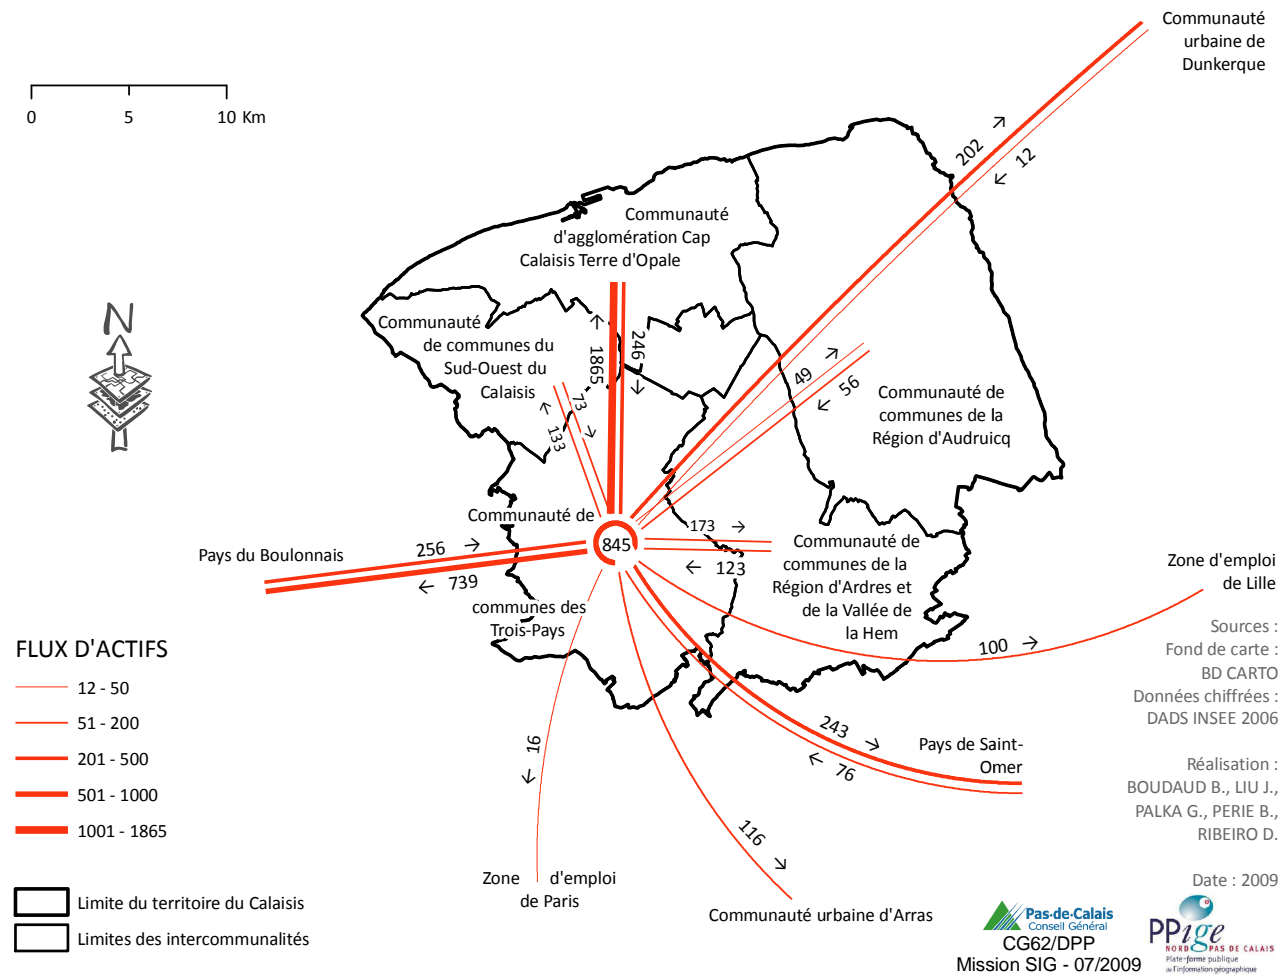 Communauté
urbaine de
Dunkerque
0 5 10 Km
202
12
Communauté
d'agglomération Cap
Calaisis Terre d'Opale
N
Communauté
de communes du
Sud-Ouest du
Calaisis
1865
246
73
133
49
56
Communauté de
communes de la
Région d'Audruicq
Communauté de
845
communes des
Trois-Pays
173
123
Communauté de
communes de la
Région d'Ardres et
de la Vallée de
la Hem
Pays du Boulonnais
256
739
Zone d'emploi
de Lille
100
243
76
Pays de Saint-
Omer
16
116
Zone d'emploi
de Paris
Communauté urbaine d'Arras
FLUX D'ACTIFS
12 - 50
51 - 200
201 - 500
501 - 1000
1001 - 1865
Limite du territoire du Calaisis
Limites des intercommunalités
Sources :
Fond de carte :
BD CARTO
Données chiffrées :
DADS INSEE 2006
Réalisation :
BOUDAUD B., LIU J.,
PALKA G., PERIE B.,
RIBEIRO D.
Date : 2009
Pas-de-Calais
Conseil Général
CG62/DPP
Mission SIG - 07/2009
PPige
NORD PAS DE CALAIS
Plate-forme publique
de l'information géographique